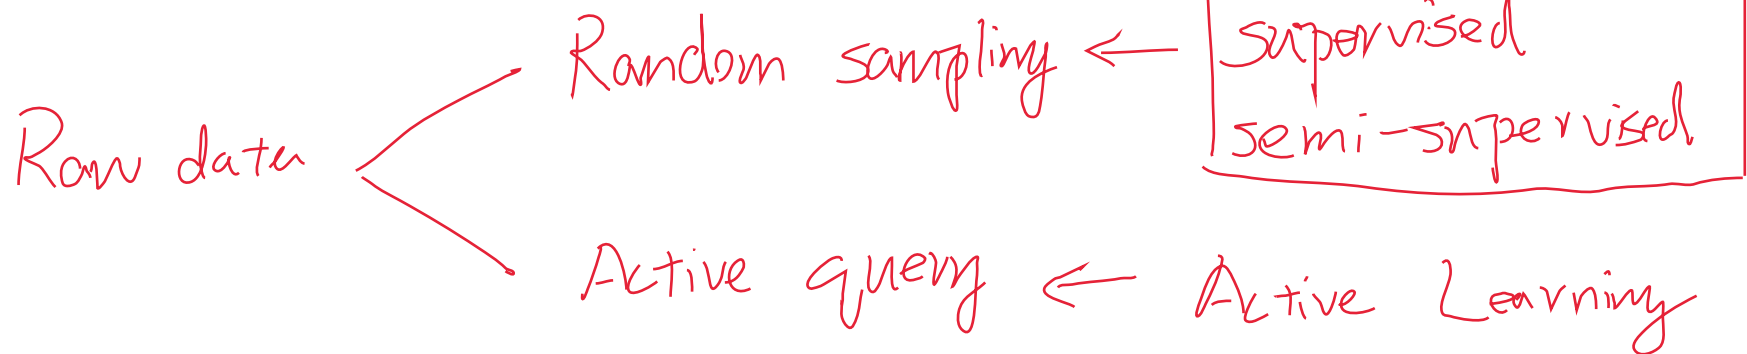 Raw data
Random sampling ← supervised
semi-supervised
Active query ← Active Learning